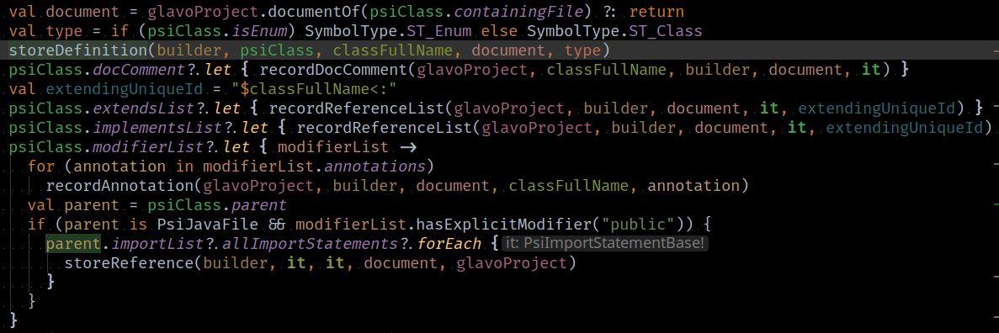 val document = glavoProject.documentOf(psiClass.containingFile) ?: return
val type = if (psiClass.isEnum) SymbolType.ST_Enum else SymbolType.ST_Class
storeDefinition(builder, psiClass, classFullName, document, type)
psiClass.docComment?.let { recordDocComment(glavoProject, classFullName, builder, document, it) }
val extendingUniqueId = "$classFullName<:"
psiClass.extendsList?.let { recordReferenceList(glavoProject, builder, document, it, extendingUniqueId) }
psiClass.implementsList?.let { recordReferenceList(glavoProject, builder, document, it, extendingUniqueId)
psiClass.modifierList?.let { modifierList ->
  for (annotation in modifierList.annotations)
    recordAnnotation(glavoProject, builder, document, classFullName, annotation)
  val parent = psiClass.parent
  if (parent is PsiJavaFile && modifierList.hasExplicitModifier("public")) {
    parent.importList?.allImportStatements?.forEach { it: PsiImportStatementBase!
      storeReference(builder, it, it, document, glavoProject)
    }
  }
}